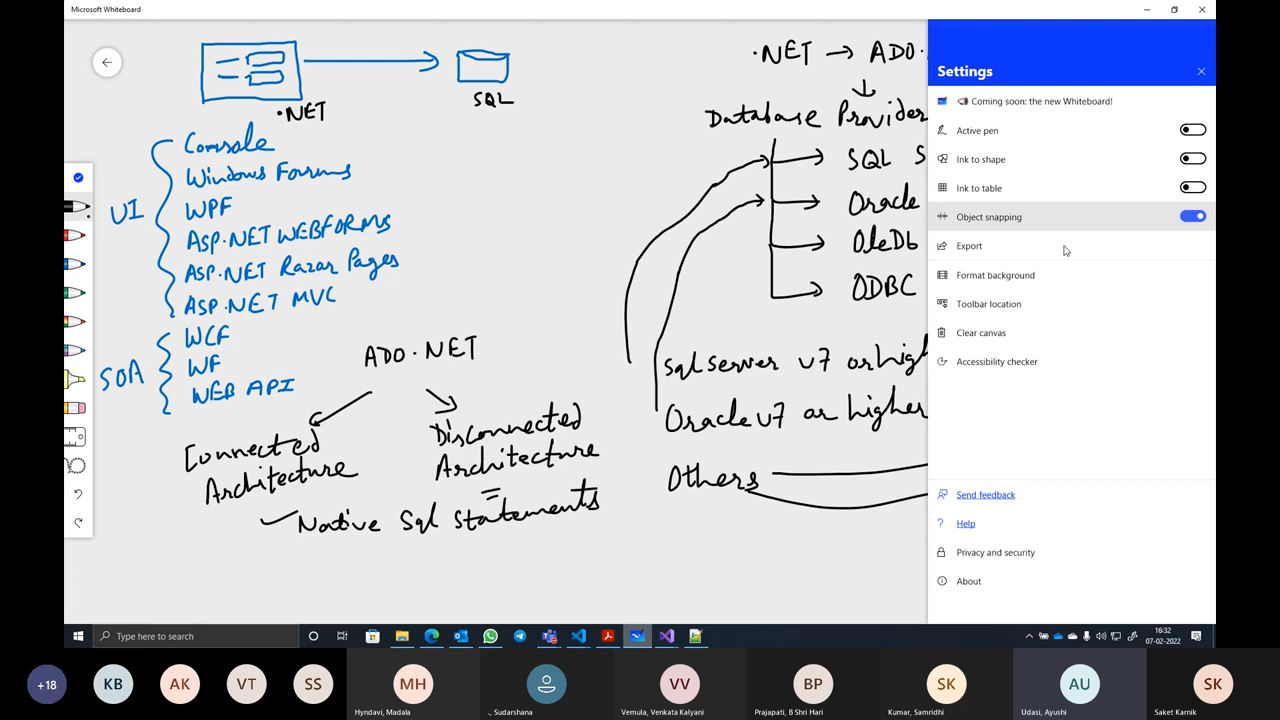 Microsoft Whiteboard
.NET
SQL
UI
Console
Windows Forms
WPF
ASP.NET WEBFORMS
ASP.NET Razar Pages
ASP.NET MVC
SOA
WCF
WF
WEB API
ADO.NET
Connected
Architecture
Disconnected
Architecture
Native Sql Statements
.NET → ADO.
Database Provider
SQL S
Oracle
OleDb
ODBC
Sqlserver v7 or high
Oracle v7 or higher
Others
Settings
Coming soon: the new Whiteboard!
Active pen
Ink to shape
Ink to table
Object snapping
Export
Format background
Toolbar location
Clear canvas
Accessibility checker
Send feedback
Help
Privacy and security
About
Type here to search
16:32
07-02-2022
+18
KB
AK
VT
SS
MH
Hyndavi, Madala
., Sudarshana
VV
Vemula, Venkata Kalyani
BP
Prajapati, B Shri Hari
SK
Kumar, Samridhi
AU
Udasi, Ayushi
SK
Saket Karnik